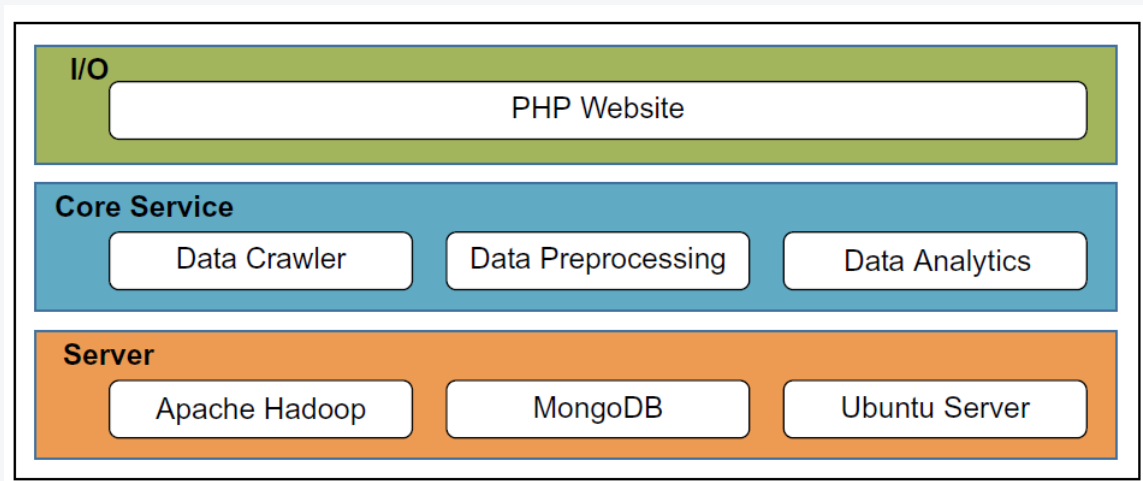 I/O
PHP Website
Core Service
Data Crawler
Data Preprocessing
Data Analytics
Server
Apache Hadoop
MongoDB
Ubuntu Server